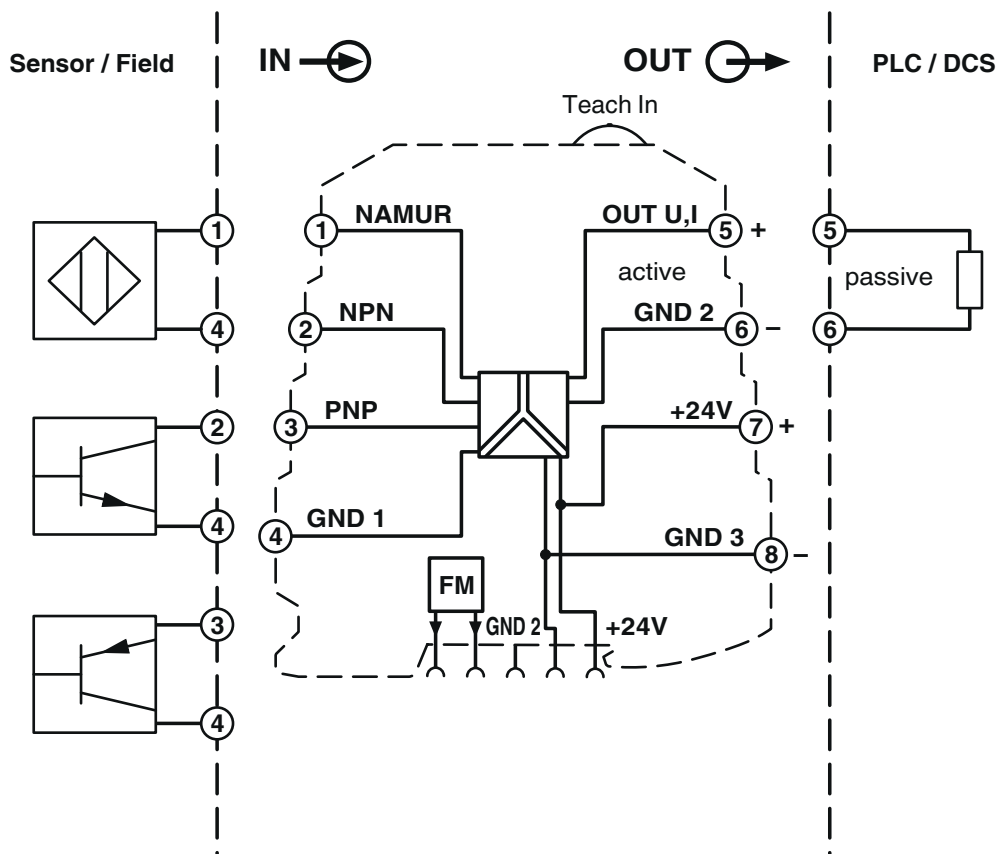 Sensor / Field
IN
OUT
PLC / DCS
Teach In
1
4
1 NAMUR
OUT U,I 5 +
active
5
passive
6
2 NPN
GND 2 6 –
2
4
3 PNP
+24V 7 +
4 GND 1
GND 3 8 –
FM
GND 2
+24V
3
4